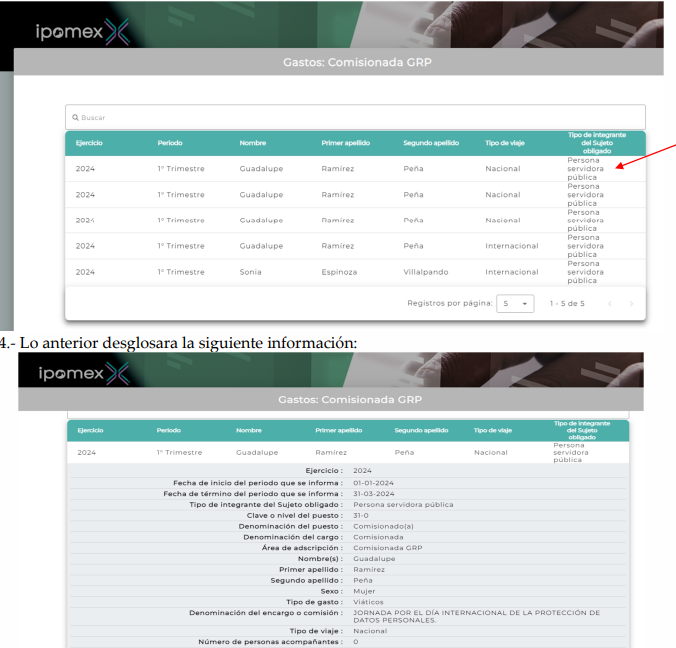 ipomex
Gastos: Comisionada GRP
Buscar
Ejercicio Periodo Nombre Primer apellido Segundo apellido Tipo de viaje Tipo de integrante del Sujeto obligado
2024 1° Trimestre Guadalupe Ramírez Peña Nacional Persona servidora pública
2024 1° Trimestre Guadalupe Ramírez Peña Nacional Persona servidora pública
2024 1° Trimestre Guadalupe Ramírez Peña Nacional Persona servidora pública
2024 1° Trimestre Guadalupe Ramírez Peña Internacional Persona servidora pública
2024 1° Trimestre Sonia Espinoza Villalpando Internacional Persona servidora pública
Registros por página: 5 1 - 5 de 5
4.- Lo anterior desglosara la siguiente información:
ipomex
Gastos: Comisionada GRP
Ejercicio Periodo Nombre Primer apellido Segundo apellido Tipo de viaje Tipo de integrante del Sujeto obligado
2024 1° Trimestre Guadalupe Ramírez Peña Nacional Persona servidora pública
Ejercicio : 2024
Fecha de inicio del periodo que se informa : 01-01-2024
Fecha de término del periodo que se informa : 31-03-2024
Tipo de integrante del Sujeto obligado : Persona servidora pública
Clave o nivel del puesto : 31-0
Denominación del puesto : Comisionado(a)
Denominación del cargo : Comisionada
Área de adscripción : Comisionada GRP
Nombre(s) : Guadalupe
Primer apellido : Ramírez
Segundo apellido : Peña
Sexo : Mujer
Tipo de gasto : Viáticos
Denominación del encargo o comisión : JORNADA POR EL DÍA INTERNACIONAL DE LA PROTECCIÓN DE
DATOS PERSONALES.
Tipo de viaje : Nacional
Número de personas acompañantes : 0